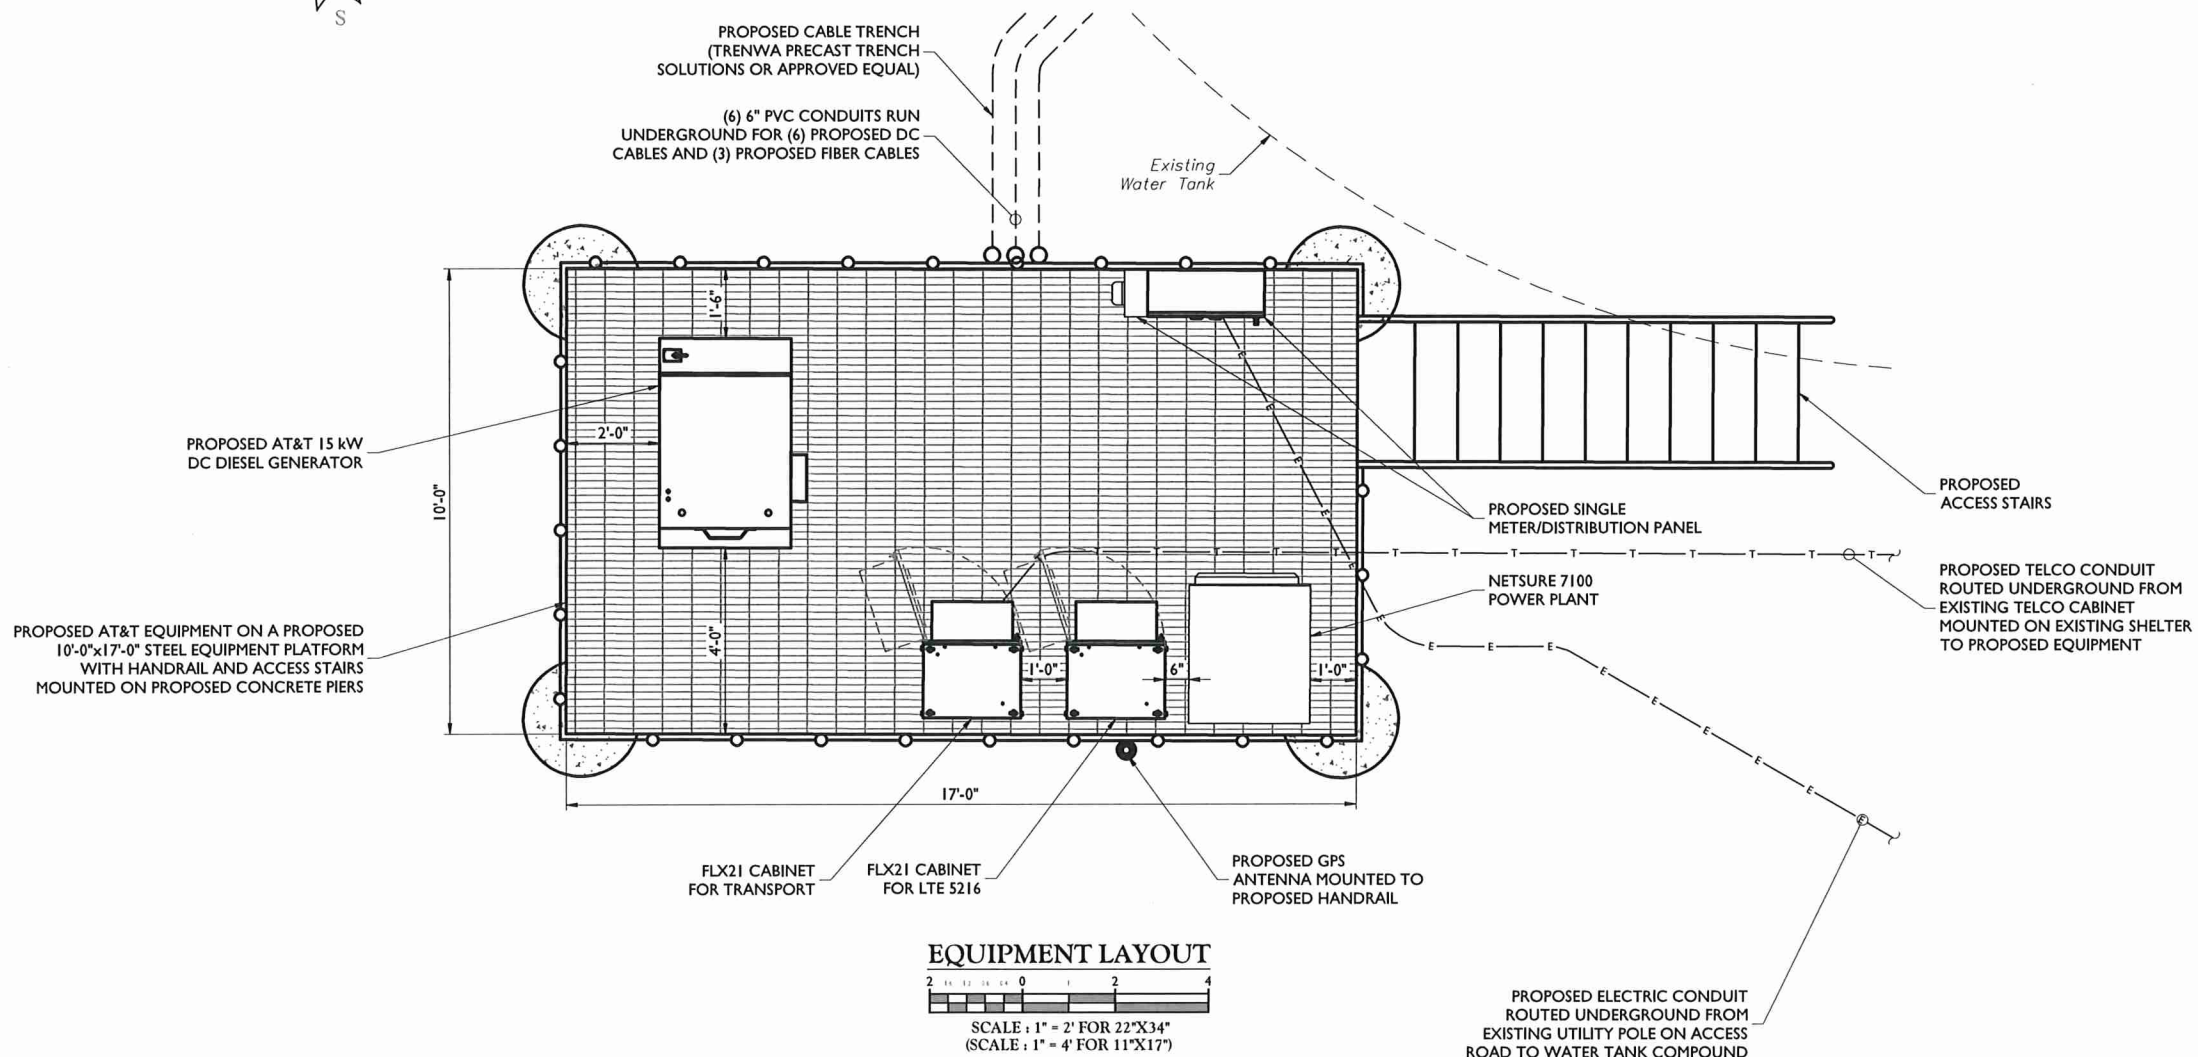 S
PROPOSED CABLE TRENCH
(TRENWA PRECAST TRENCH
SOLUTIONS OR APPROVED EQUAL)
(6) 6" PVC CONDUITS RUN
UNDERGROUND FOR (6) PROPOSED DC
CABLES AND (3) PROPOSED FIBER CABLES
Existing
Water Tank
1'-6"
2'-0"
10'-0"
4'-0"
PROPOSED AT&T 15 kW
DC DIESEL GENERATOR
PROPOSED AT&T EQUIPMENT ON A PROPOSED
10'-0"x17'-0" STEEL EQUIPMENT PLATFORM
WITH HANDRAIL AND ACCESS STAIRS
MOUNTED ON PROPOSED CONCRETE PIERS
E
E
E
E
E
PROPOSED SINGLE
METER/DISTRIBUTION PANEL
PROPOSED
ACCESS STAIRS
T T T T T T T T T T T T T T
NETSURE 7100
POWER PLANT
PROPOSED TELCO CONDUIT
ROUTED UNDERGROUND FROM
EXISTING TELCO CABINET
MOUNTED ON EXISTING SHELTER
TO PROPOSED EQUIPMENT
1'-0"
6"
1'-0"
E E E E E E E E E E E
17'-0"
FLX21 CABINET
FOR TRANSPORT
FLX21 CABINET
FOR LTE 5216
PROPOSED GPS
ANTENNA MOUNTED TO
PROPOSED HANDRAIL
EQUIPMENT LAYOUT
2 0 1 2 4
SCALE : 1" = 2' FOR 22"X34"
(SCALE : 1" = 4' FOR 11"X17")
PROPOSED ELECTRIC CONDUIT
ROUTED UNDERGROUND FROM
EXISTING UTILITY POLE ON ACCESS
ROAD TO WATER TANK COMPOUND